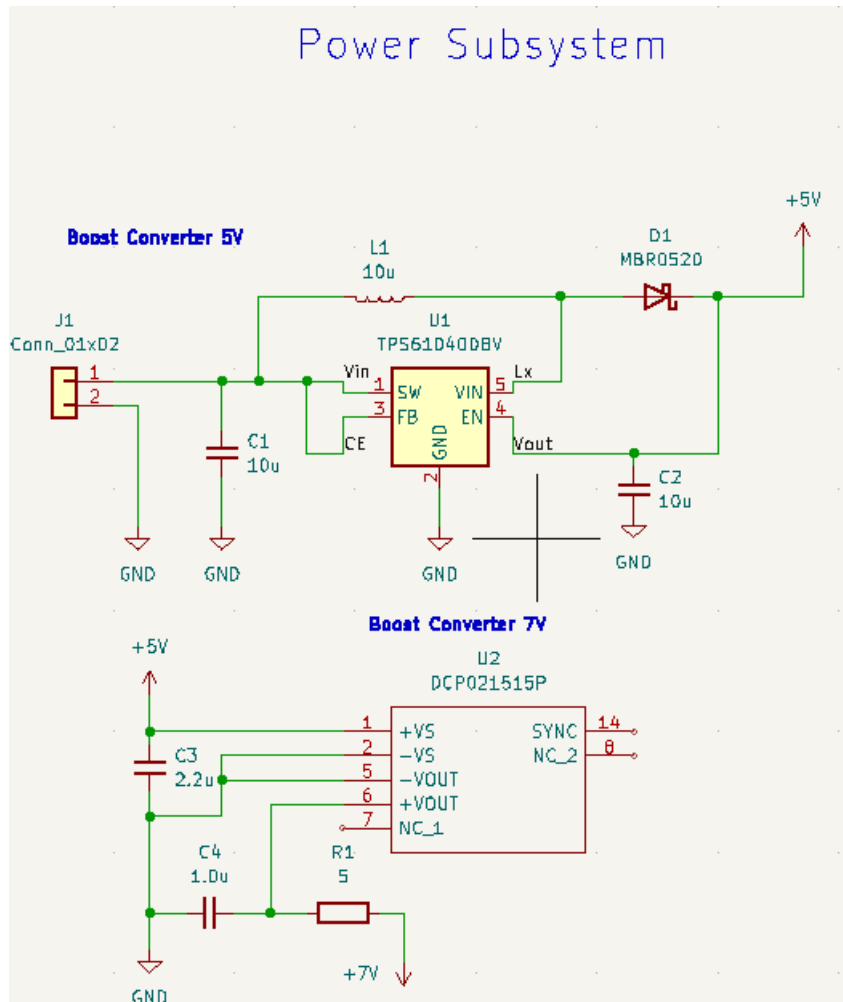 Power Subsystem
+5V
Boost Converter 5V
D1
MBR0520
L1
10u
J1
Conn_01x02
U1
TPS61040DBV
1
2
Vin
Lx
1
SW
VIN
5
3
FB
EN
4
CE
GND
Vout
2
C1
10u
C2
10u
GND
GND
GND
GND
Boost Converter 7V
+5V
U2
DCP021515P
1
+VS
SYNC
14
2
-VS
NC_2
8
C3
2.2u
5
-VOUT
6
+VOUT
7
NC_1
C4
1.0u
R1
5
+7V
GND